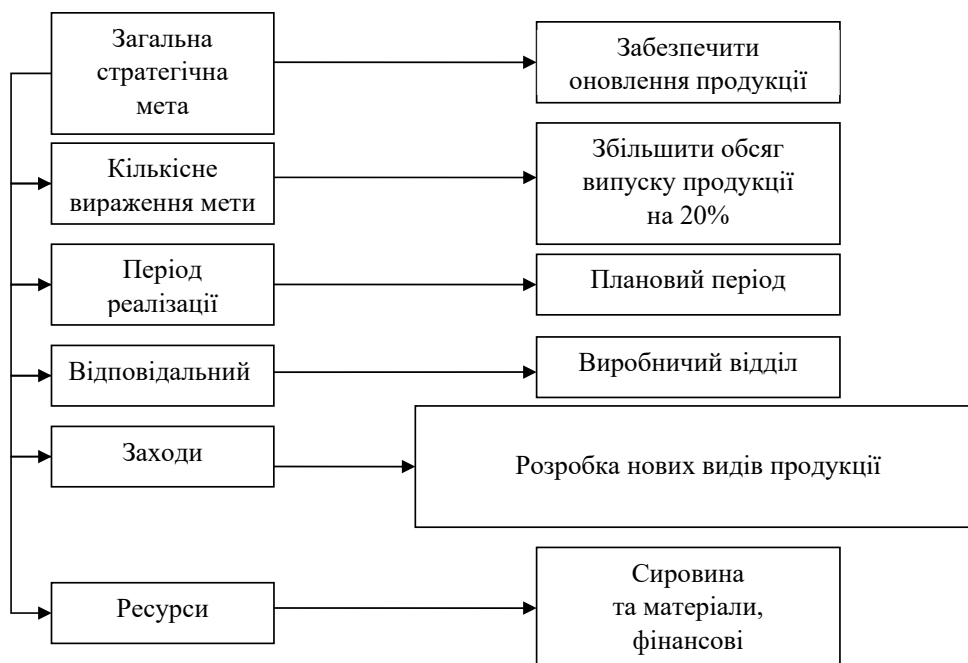 Загальна
стратегічна
мета
Забезпечити
оновлення продукції
Кількісне
вираження мети
Збільшити обсяг
випуску продукції
на 20%
Період
реалізації
Плановий період
Відповідальний
Виробничий відділ
Заходи
Розробка нових видів продукції
Ресурси
Сировина
та матеріали,
фінансові